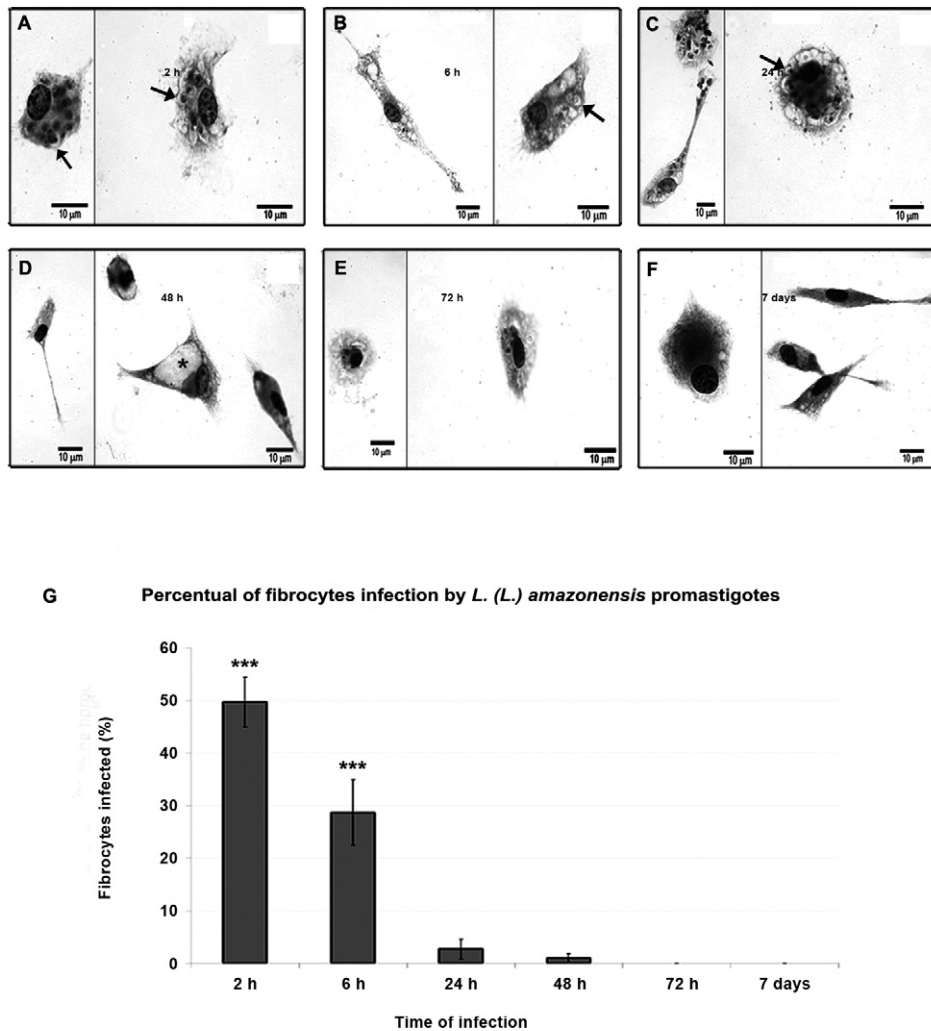 A
2 h
10 µm
10 µm
B
6 h
10 µm
10 µm
C
24 h
10 µm
10 µm
D
48 h
*
10 µm
10 µm
E
72 h
10 µm
10 µm
F
7 days
10 µm
10 µm
G
Percentual of fibrocytes infection by L. (L.) amazonensis promastigotes
Fibrocytes infected (%)
60
50
40
30
20
10
0
***
***
2 h
6 h
24 h
48 h
72 h
7 days
Time of infection